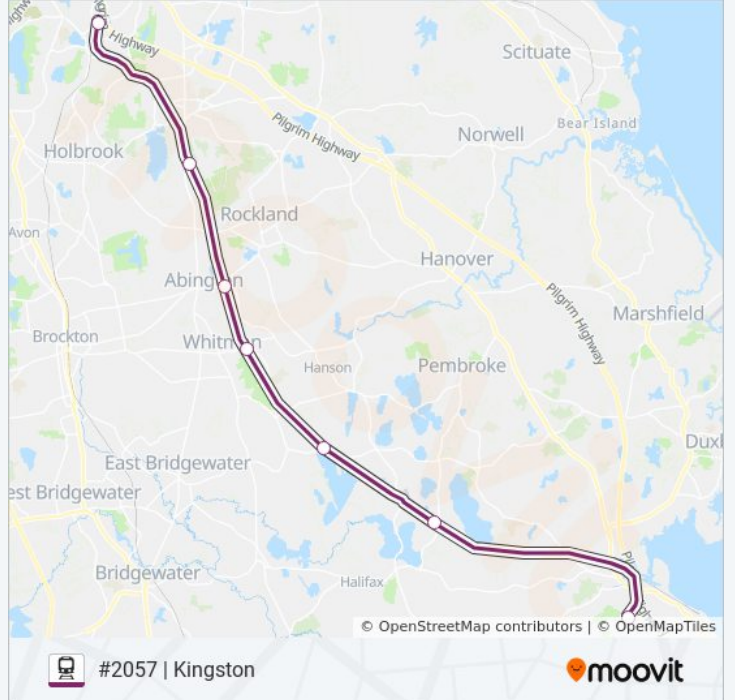 Highway
Scituate
Pilgrim Highway
Norwell
Bear Island
Holbrook
Rockland
Avon
Hanover
Abington
Pilgrim Highway
Marshfield
Brockton
Whitman
Hanson
Pembroke
Dux
East Bridgewater
est Bridgewater
Bridgewater
Halifax
© OpenStreetMap contributors | © OpenMapTiles
#2057 | Kingston
moovit